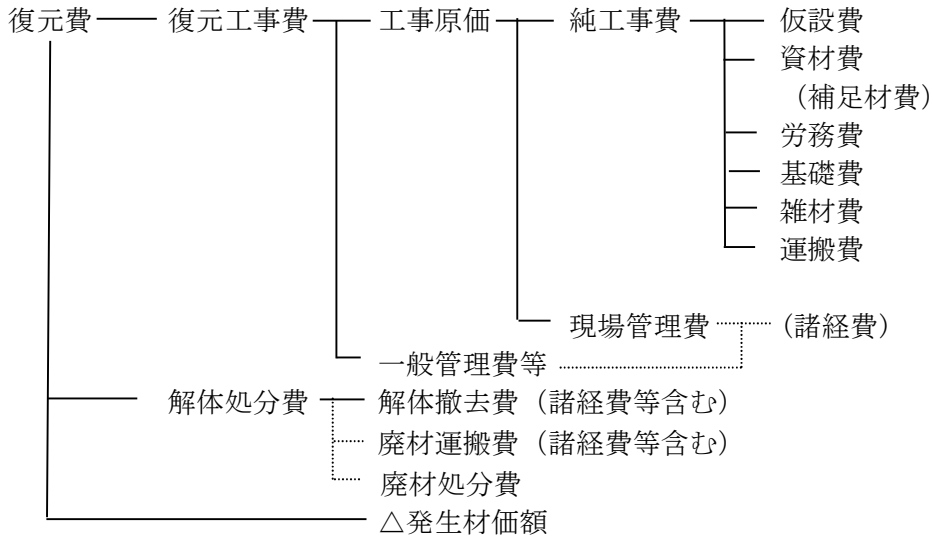 復元費 復元工事費 工事原価 純工事費 仮設費
資材費
（補足材費）
労務費
基礎費
雑材費
運搬費
現場管理費 （諸経費）
一般管理費等
解体処分費 解体撤去費（諸経費等含む）
廃材運搬費（諸経費等含む）
廃材処分費
△発生材価額